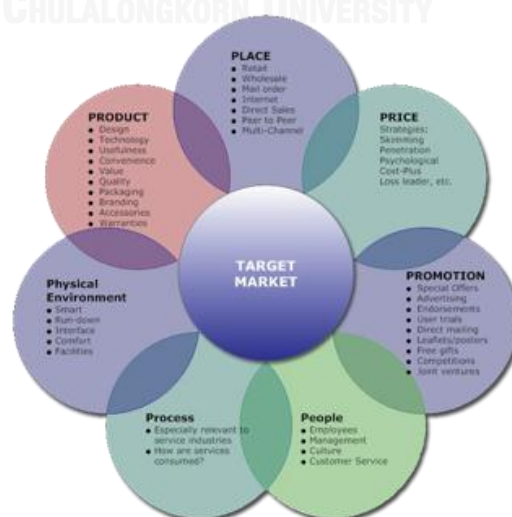 CHULALONGKORN UNIVERSITY
PLACE
● Retail
● Wholesale
● Mail order
● Internet
● Direct Sales
● Peer to Peer
● Multi-Channel
PRODUCT
● Design
● Technology
● Usefulness
● Convenience
● Value
● Quality
● Packaging
● Branding
● Accessories
● Warranties
PRICE
Strategies:
Skimming
Penetration
Psychological
Cost-Plus
Loss leader, etc.
TARGET
MARKET
Physical
Environment
● Smart
● Run-down
● Interface
● Comfort
● Facilities
PROMOTION
● Special Offers
● Advertising
● Endorsements
● User trials
● Direct mailing
● Leaflets/posters
● Free gifts
● Competitions
● Joint ventures
Process
● Especially relevant to
service industries
● How are services
consumed?
People
● Employees
● Management
● Culture
● Customer Service